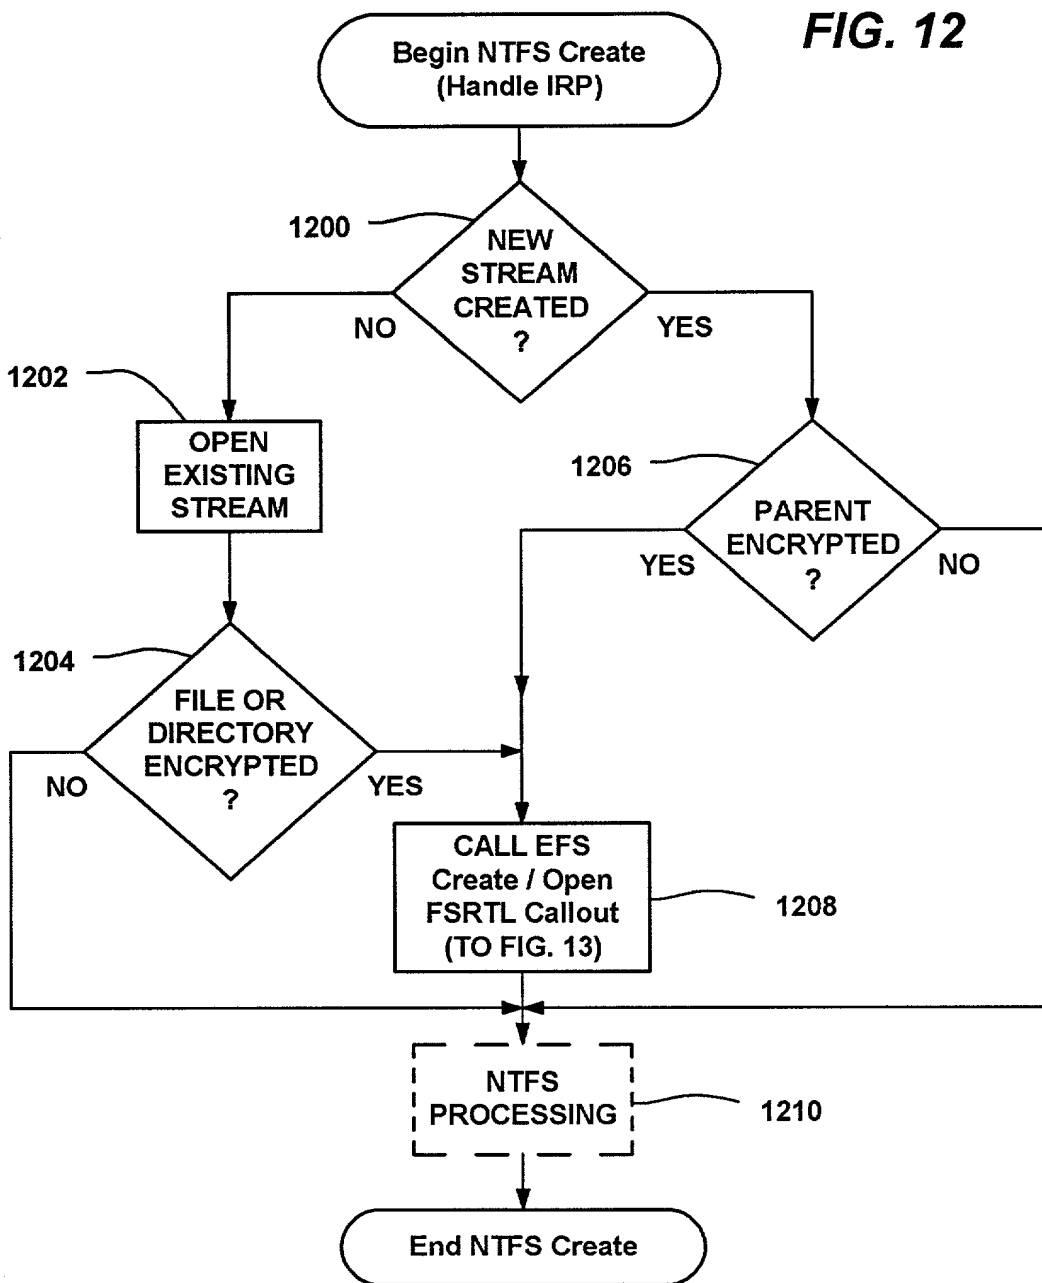 FIG. 12
Begin NTFS Create
(Handle IRP)
1200
NEW
STREAM
CREATED
?
NO
YES
1202
OPEN
EXISTING
STREAM
1206
PARENT
ENCRYPTED
?
YES
NO
1204
FILE OR
DIRECTORY
ENCRYPTED
?
NO
YES
CALL EFS
Create / Open
FSRTL Callout
(TO FIG. 13)
1208
NTFS
PROCESSING
1210
End NTFS Create